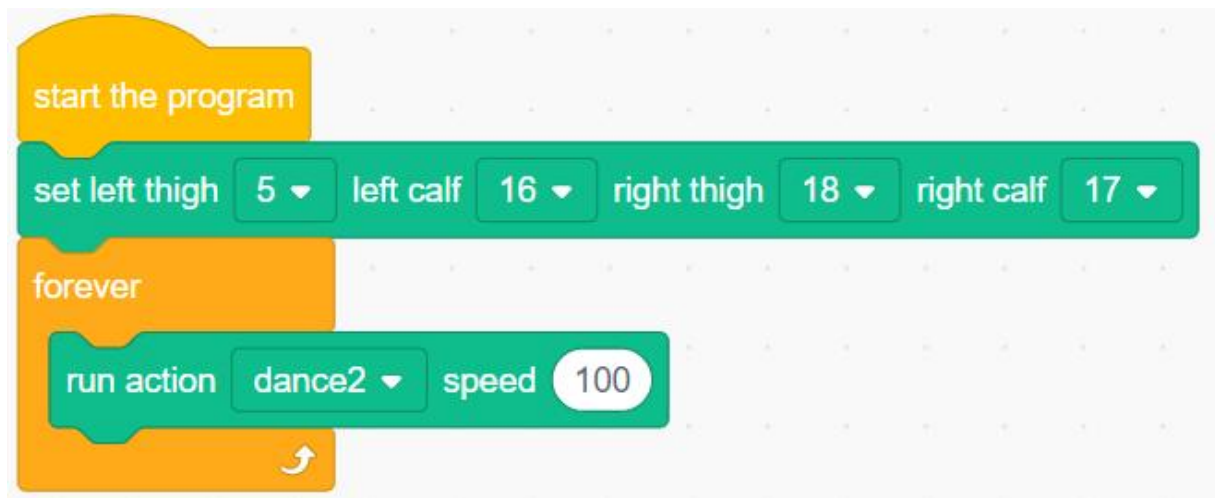 start the program
set left thigh 5 left calf 16 right thigh 18 right calf 17
forever
run action dance2 speed 100